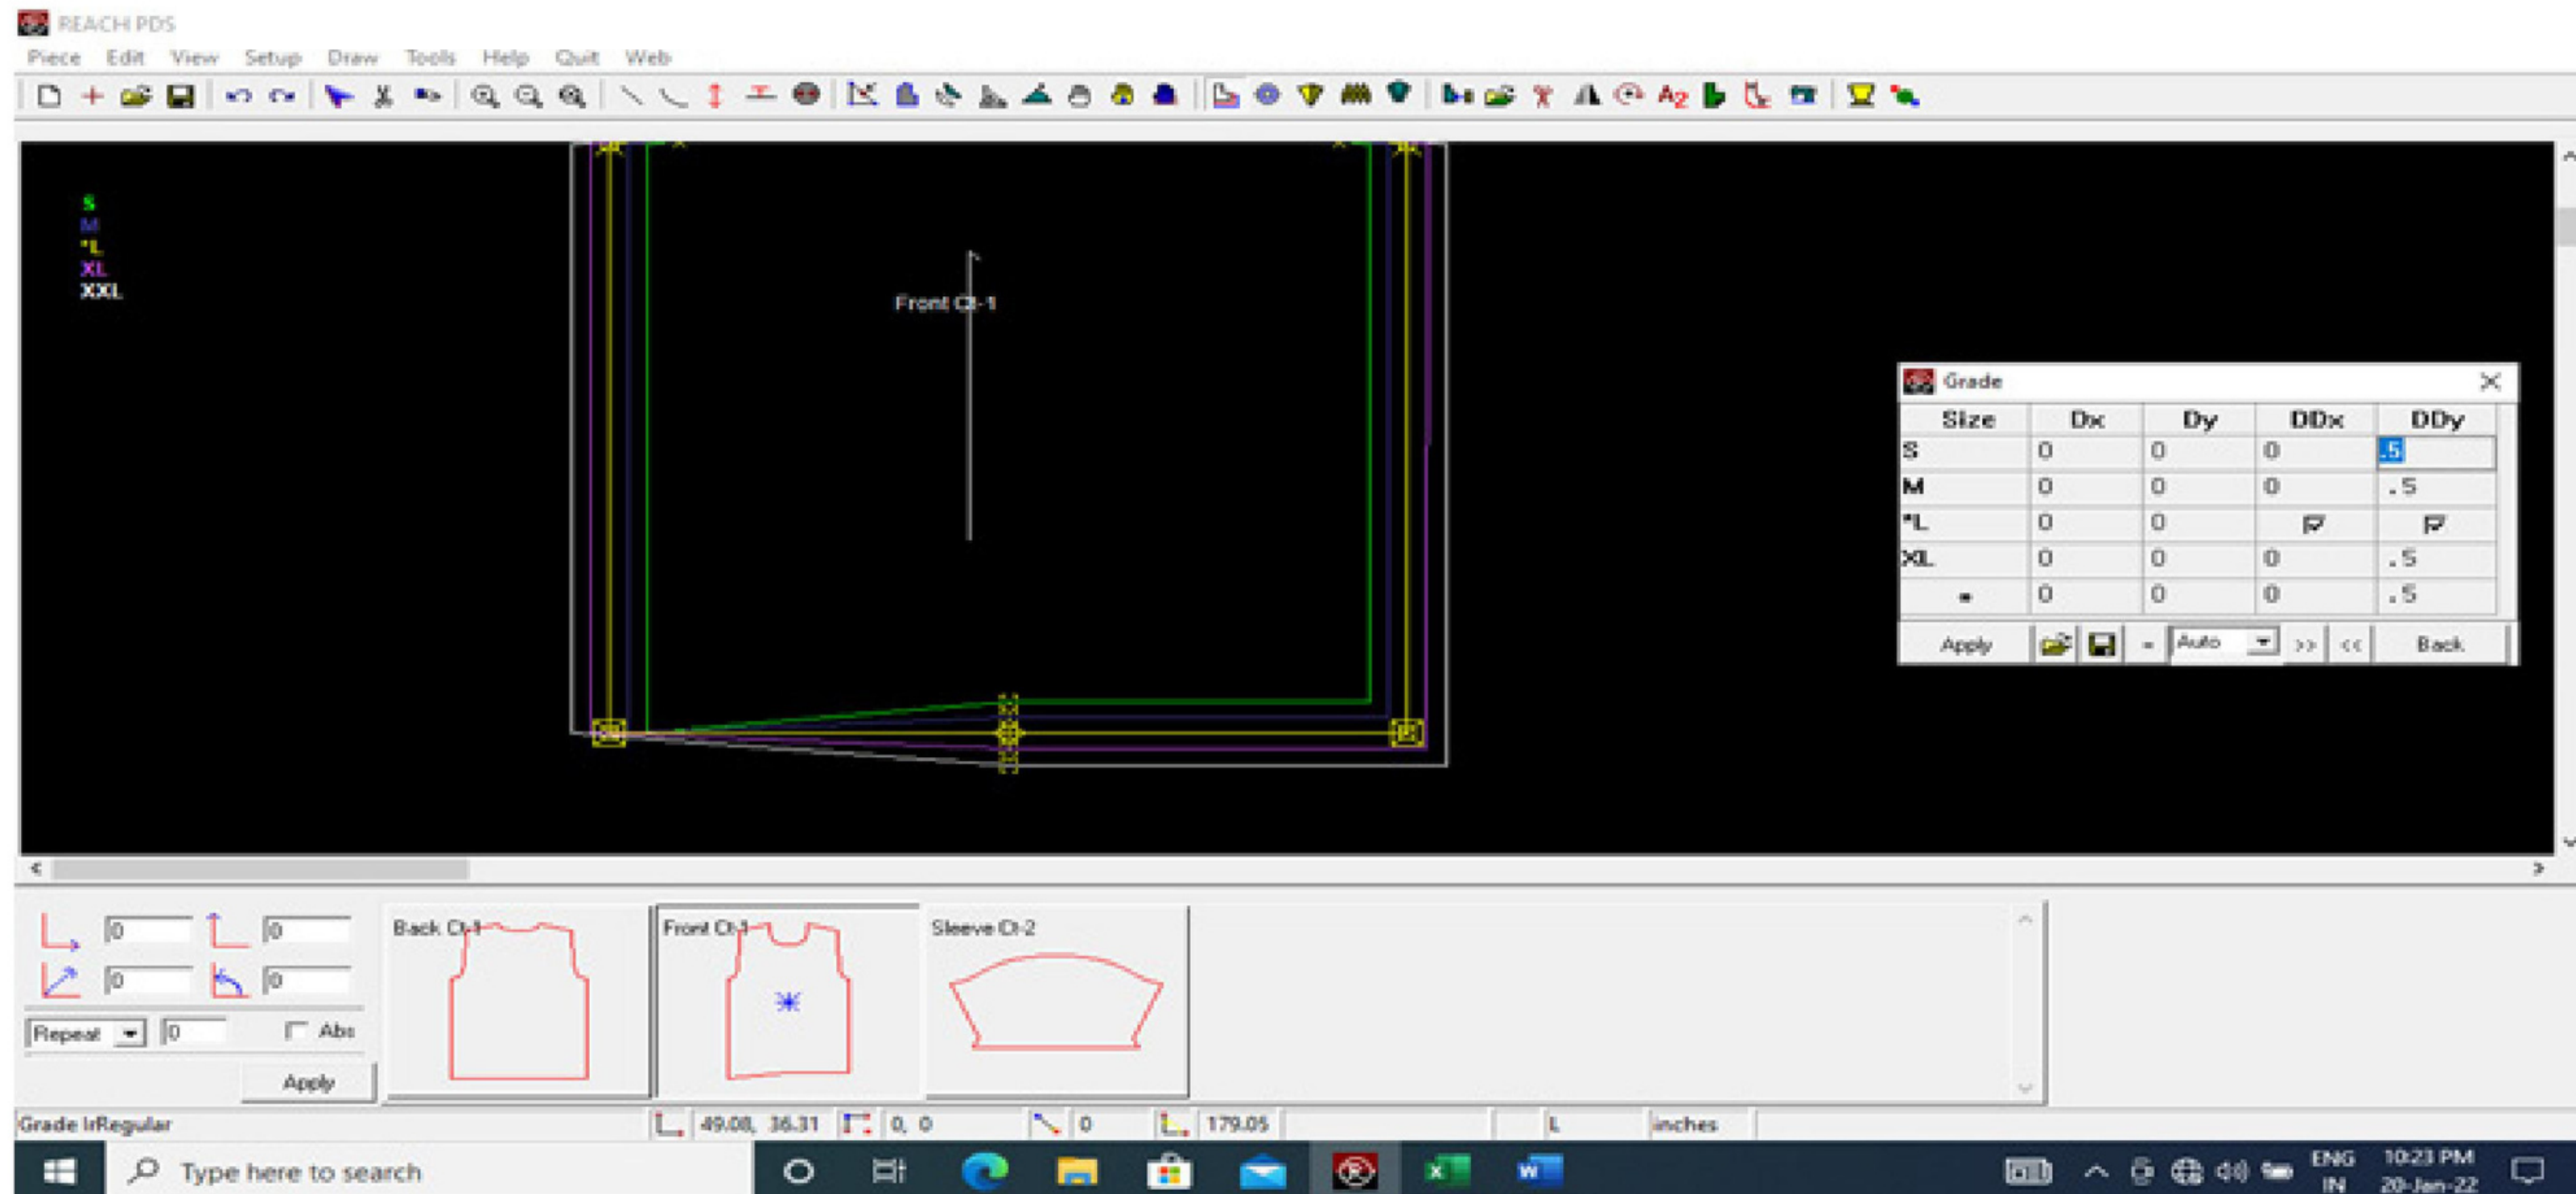 REACH PDS
Piece Edit View Setup Draw Tools Help Quit Web
S
M
*L
XL
XXL
Front Ct-1
Grade
Size Dx Dy DDx DDy
S 0 0 0 .5
M 0 0 0 .5
*L 0 0
XL 0 0 0 .5
* 0 0 0 .5
Apply = Auto >> << Back
0 0
0 0
Repeat 0 Abs
Apply
Back Ct-1
Front Ct-1
Sleeve Ct-2
Grade IrRegular 49.08, 36.31 0, 0 0 179.05 L inches
Type here to search
ENG
IN
10:23 PM
20-Jan-22